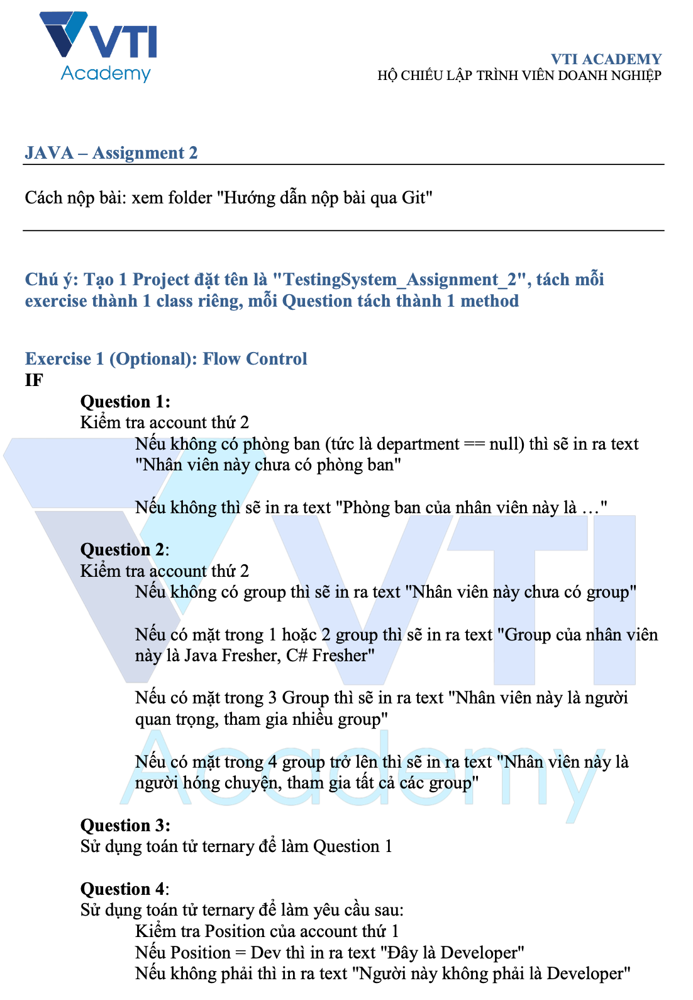 VTI
Academy
VTI ACADEMY
HỘ CHIẾU LẬP TRÌNH VIÊN DOANH NGHIỆP
JAVA – Assignment 2
Cách nộp bài: xem folder "Hướng dẫn nộp bài qua Git"
Chú ý: Tạo 1 Project đặt tên là "TestingSystem_Assignment_2", tách mỗi
exercise thành 1 class riêng, mỗi Question tách thành 1 method
Exercise 1 (Optional): Flow Control
IF
Question 1:
Kiểm tra account thứ 2
Nếu không có phòng ban (tức là department == null) thì sẽ in ra text
"Nhân viên này chưa có phòng ban"
Nếu không thì sẽ in ra text "Phòng ban của nhân viên này là …"
Question 2:
Kiểm tra account thứ 2
Nếu không có group thì sẽ in ra text "Nhân viên này chưa có group"
Nếu có mặt trong 1 hoặc 2 group thì sẽ in ra text "Group của nhân viên
này là Java Fresher, C# Fresher"
Nếu có mặt trong 3 Group thì sẽ in ra text "Nhân viên này là người
quan trọng, tham gia nhiều group"
Nếu có mặt trong 4 group trở lên thì sẽ in ra text "Nhân viên này là
người hóng chuyện, tham gia tất cả các group"
Question 3:
Sử dụng toán tử ternary để làm Question 1
Question 4:
Sử dụng toán tử ternary để làm yêu cầu sau:
Kiểm tra Position của account thứ 1
Nếu Position = Dev thì in ra text "Đây là Developer"
Nếu không phải thì in ra text "Người này không phải là Developer"
VTI
Academy